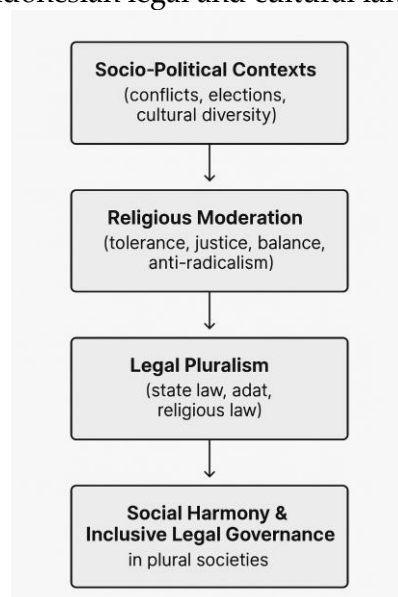 Socio-Political Contexts
(conflicts, elections,
cultural diversity)
Religious Moderation
(tolerance, justice, balance,
anti-radicalism)
Legal Pluralism
(state law, adat,
religious law)
Social Harmony &
Inclusive Legal Governance
in plural societies